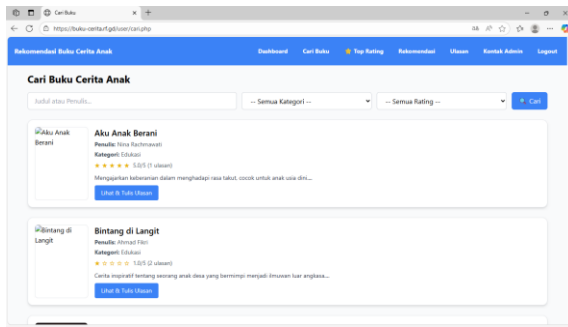 Cari Buku
https://buku-cerita.rf.gd/user/cari.php
Rekomendasi Buku Cerita Anak
Dashboard Cari Buku Top Rating Rekomendasi Ulasan Kontak Admin Logout
Cari Buku Cerita Anak
Judul atau Penulis...
-- Semua Kategori --
-- Semua Rating --
Cari
Aku Anak Berani
Aku Anak Berani
Penulis: Nina Rachmawati
Kategori: Edukasi
★ ★ ★ ★ ★ 5.0/5 (1 ulasan)
Mengajarkan keberanian dalam menghadapi rasa takut, cocok untuk anak usia dini....
Lihat & Tulis Ulasan
Bintang di Langit
Bintang di Langit
Penulis: Ahmad Fikri
Kategori: Edukasi
★ ☆ ☆ ☆ ☆ 1.0/5 (2 ulasan)
Cerita inspiratif tentang seorang anak desa yang bermimpi menjadi ilmuwan luar angkasa....
Lihat & Tulis Ulasan